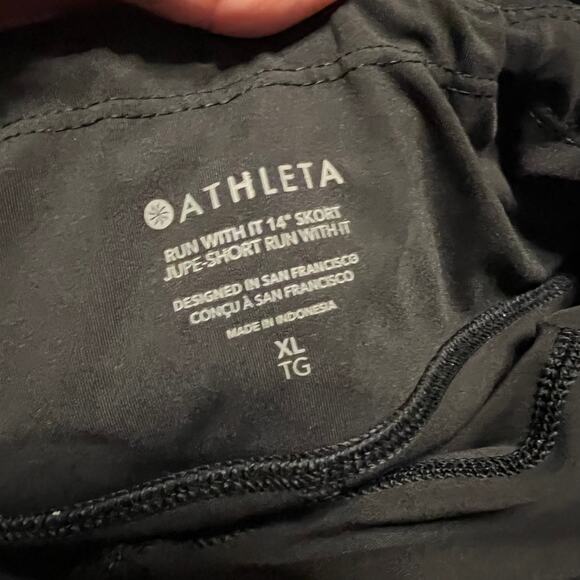 ATHLETA
RUN WITH IT 14" SKORT
JUPE-SHORT RUN WITH IT
DESIGNED IN SAN FRANCISCO
CONÇU À SAN FRANCISCO
MADE IN INDONESIA
XL
TG